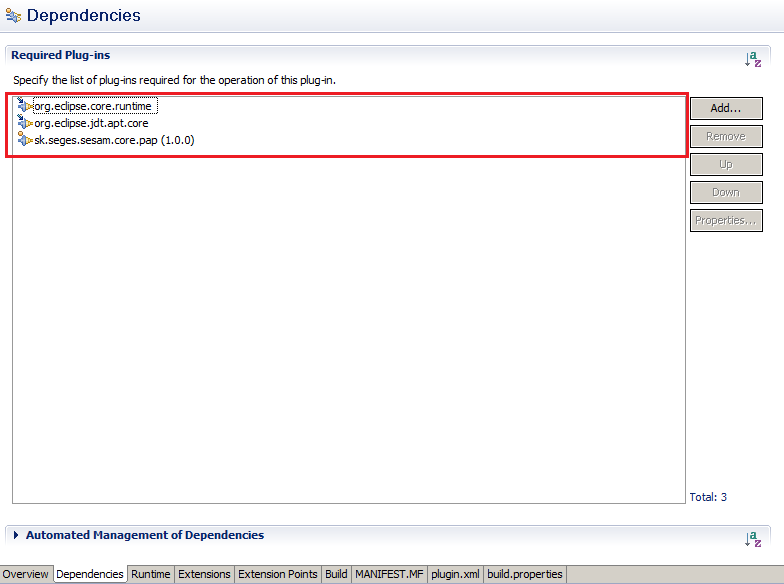 Dependencies
Required Plug-ins
Specify the list of plug-ins required for the operation of this plug-in.
org.eclipse.core.runtime
org.eclipse.jdt.apt.core
sk.seges.sesam.core.pap (1.0.0)
Add...
Remove
Up
Down
Properties...
Total: 3
Automated Management of Dependencies
Overview Dependencies Runtime Extensions Extension Points Build MANIFEST.MF plugin.xml build.properties